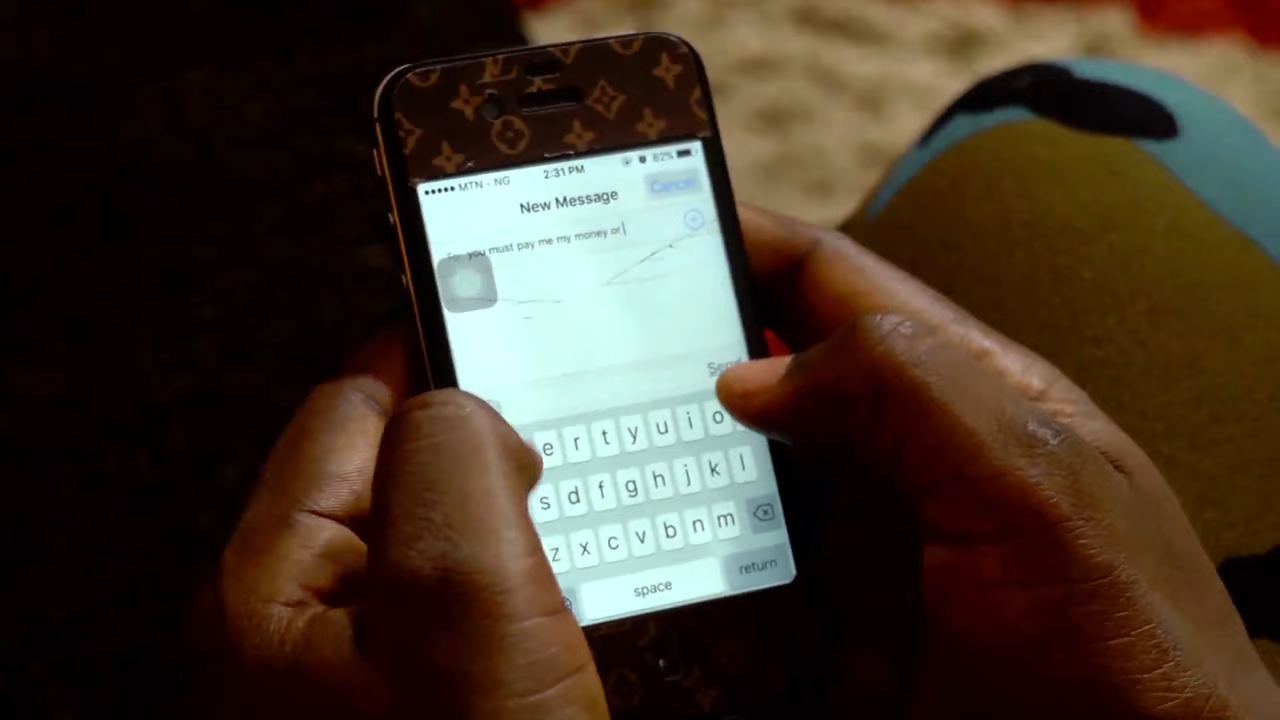 MTN - NG 2:31 PM 82%
New Message Cancel
To: you must pay me my money or
Send
e r t y u i o
s d f g h j k l
z x c v b n m
space return